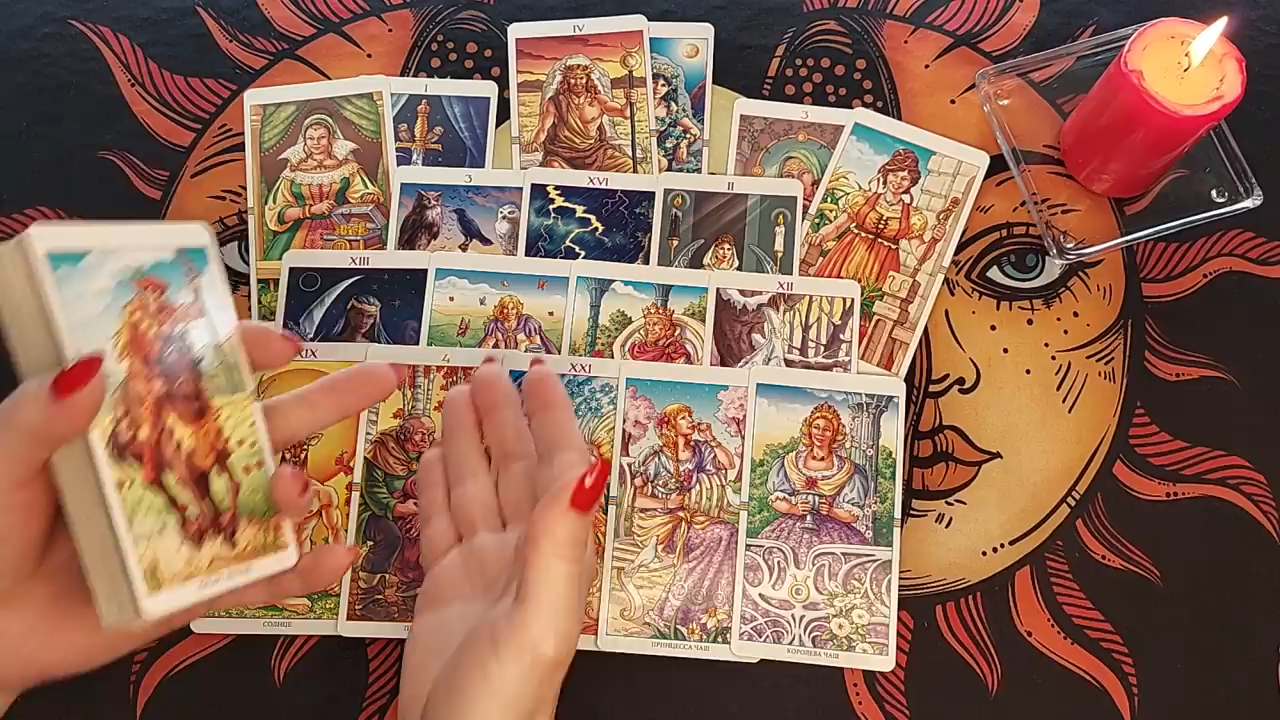 IV
I
3
3
XVI
II
XIII
XII
XIX
4
XXI
СОЛНЦЕ
ПРИНЦЕССА ЧАШ
КОРОЛЕВА ЧАШ